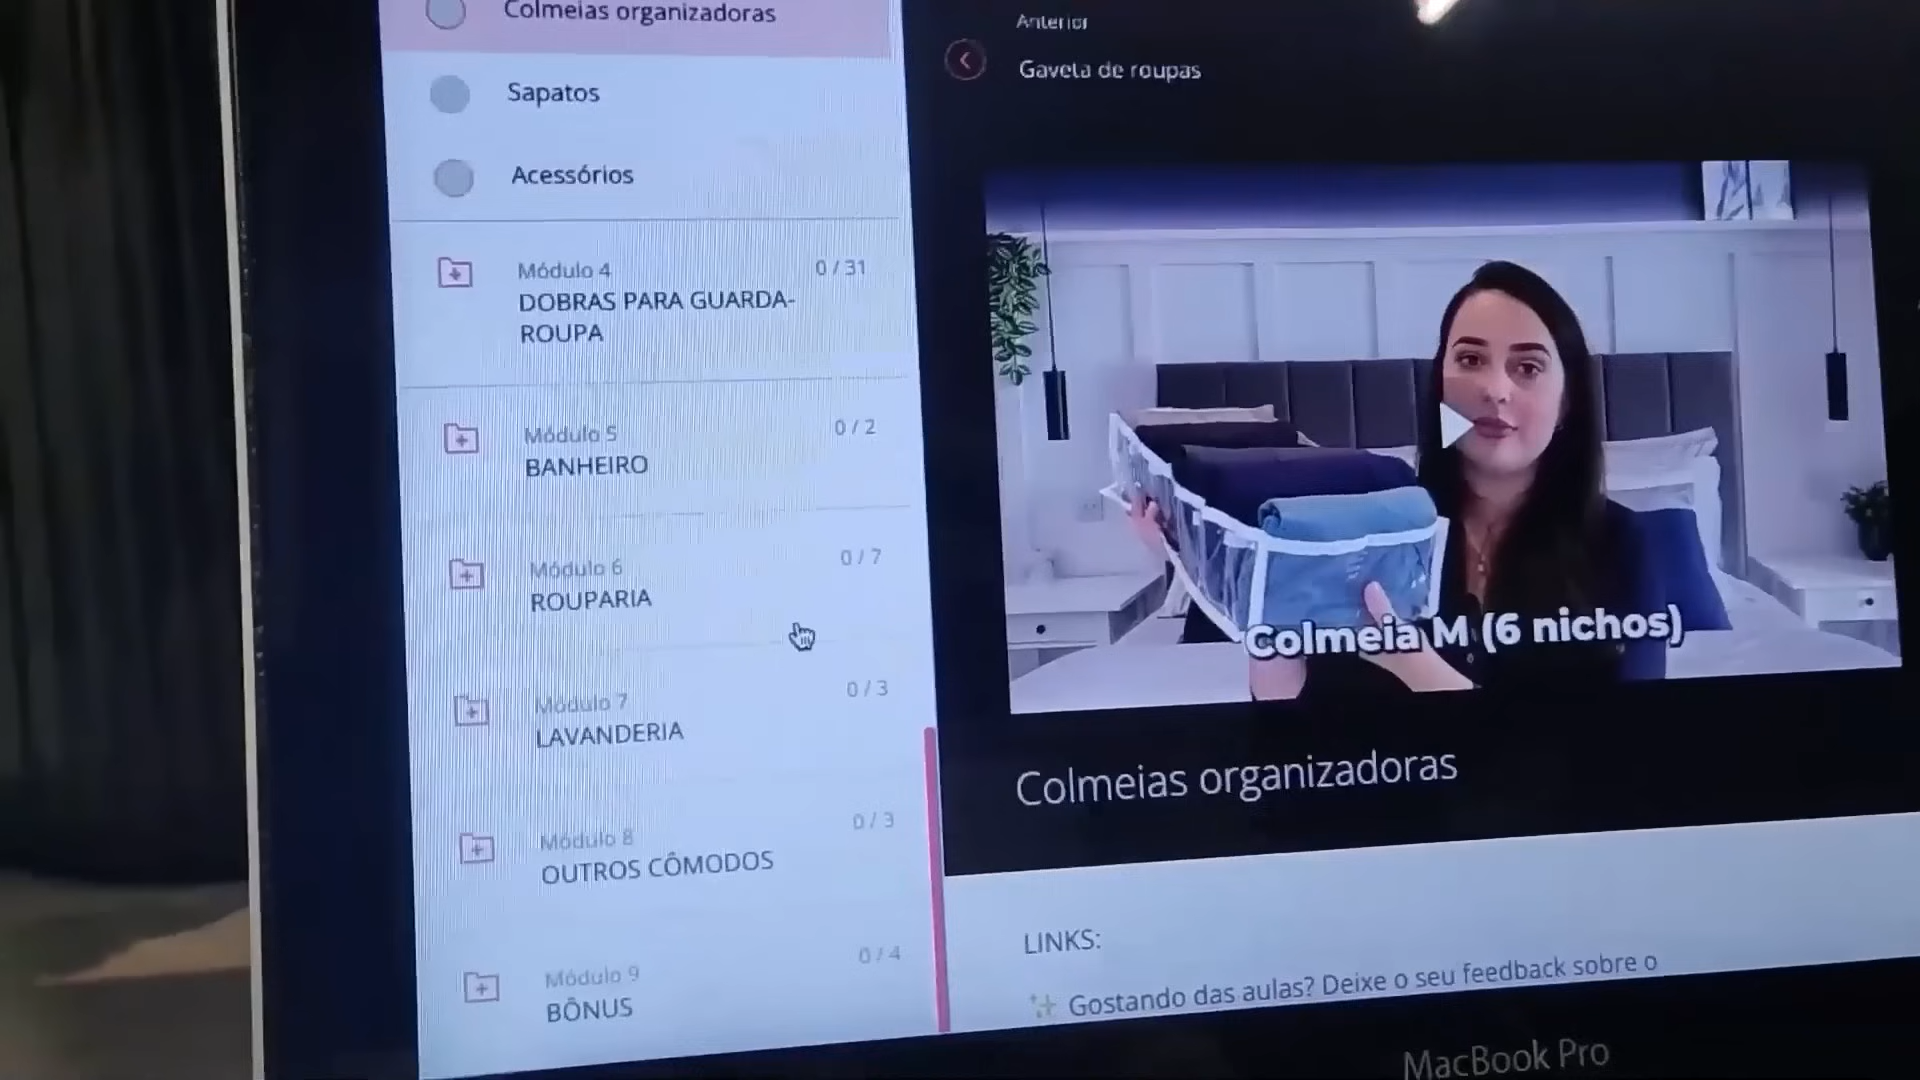 Colmeias organizadoras
Sapatos
Acessórios
Módulo 4
0 / 31
DOBRAS PARA GUARDA-
ROUPA
Módulo 5
0 / 2
BANHEIRO
Módulo 6
0 / 7
ROUPARIA
Módulo 7
0 / 3
LAVANDERIA
Módulo 8
0 / 3
OUTROS CÔMODOS
Módulo 9
0 / 4
BÔNUS
Anterior
Gaveta de roupas
Colmeia M (6 nichos)
Colmeias organizadoras
LINKS:
Gostando das aulas? Deixe o seu feedback sobre o
MacBook Pro